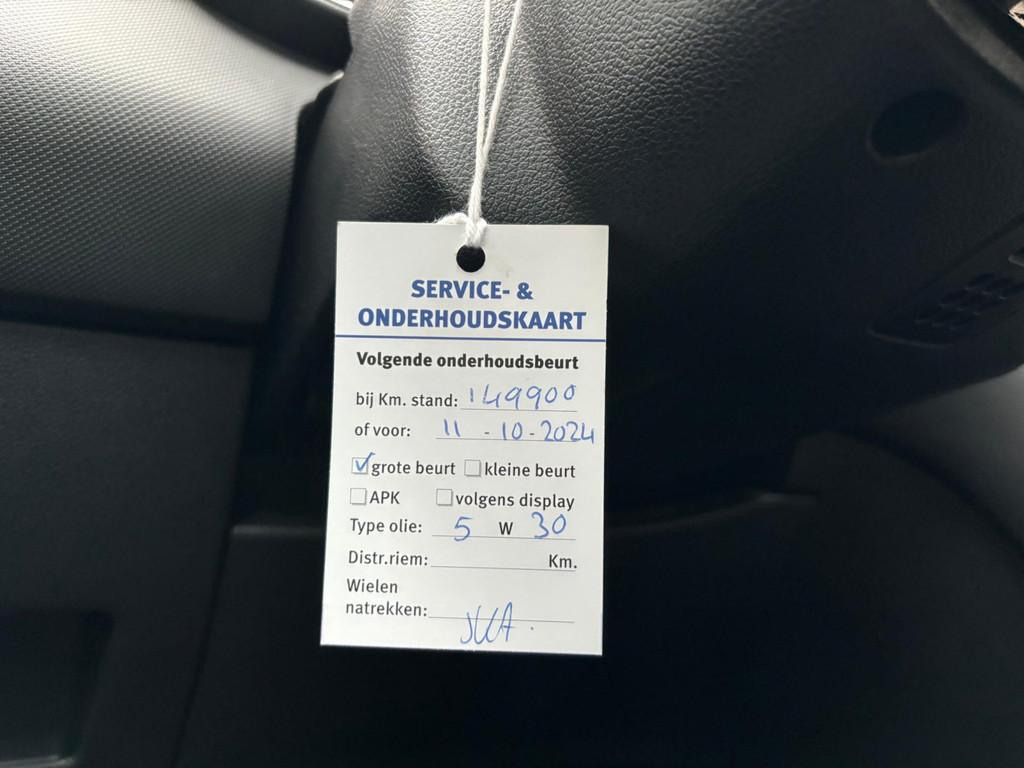 SERVICE- &
ONDERHOUDSKAART
Volgende onderhoudsbeurt
bij Km. stand: 149900
of voor: 11 - 10 - 2024
grote beurt kleine beurt
APK volgens display
Type olie: 5 W 30
Distr.riem: Km.
Wielen
natrekken: